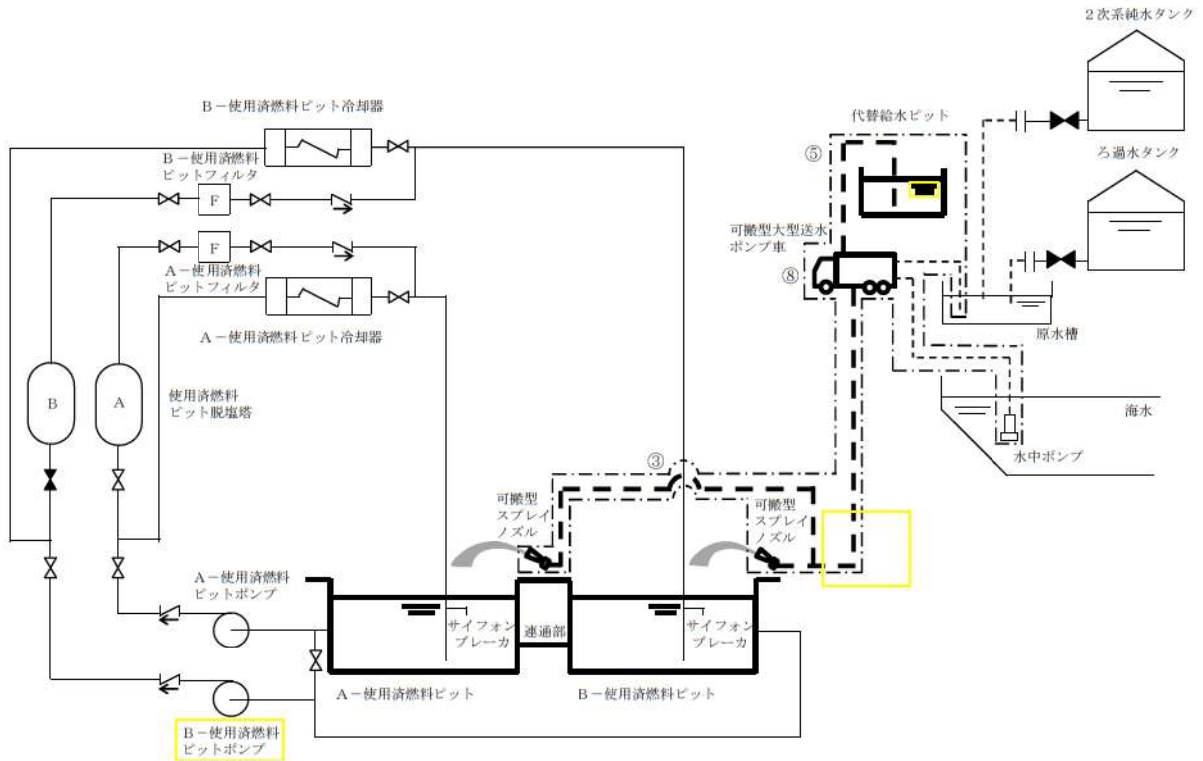 2次系純水タンク
B-使用済燃料ピット冷却器
代替給水ピット
⑤
B-使用済燃料
ピットフィルタ
ろ過水タンク
F
可搬型大型送水
ポンプ車
F
A-使用済燃料
ピットフィルタ
⑧
A-使用済燃料ピット冷却器
原水槽
B
A
使用済燃料
ピット脱塩塔
海水
水中ポンプ
③
可搬型
スプレイ
ノズル
可搬型
スプレイ
ノズル
A-使用済燃料
ピットポンプ
サイフォン
ブレーカ
連通部
サイフォン
ブレーカ
A-使用済燃料ピット
B-使用済燃料ピット
B-使用済燃料
ピットポンプ